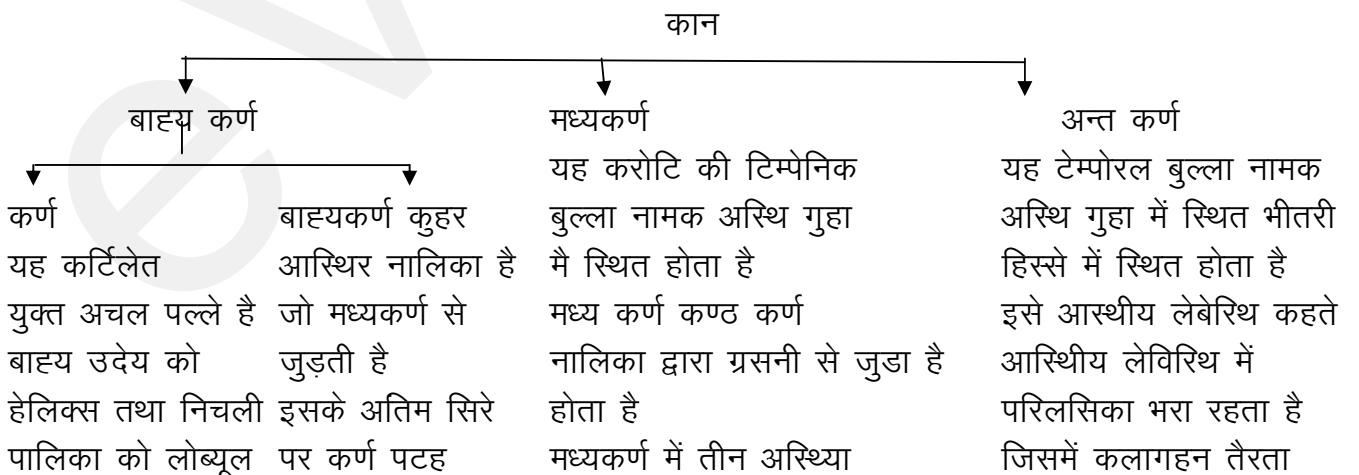 कान
बाह्य कर्ण
मध्यकर्ण
अन्त कर्ण
कर्ण
यह कर्टिलेत
युक्त अचल पल्ले है
बाह्य उदेय को
हेलिक्स तथा निचली
पालिका को लोब्यूल
बाह्यकर्ण कुहर
आस्थिर नालिका है
जो मध्यकर्ण से
जुड़ती है
इसके अतिम सिरे
पर कर्ण पटह
यह करोटि की टिम्पेनिक
बुल्ला नामक अस्थि गुहा
मै स्थित होता है
मध्य कर्ण कण्ठ कर्ण
नालिका द्वारा ग्रसनी से जुडा है
होता है
मध्यकर्ण में तीन अस्थ्यिा
यह टेम्पोरल बुल्ला नामक
अस्थि गुहा में स्थित भीतरी
हिस्से में स्थित होता है
इसे आस्थीय लेबेरिथ कहते
आस्थिीय लेविरिथ में
परिलसिका भरा रहता है
जिसमें कलागहन तैरता